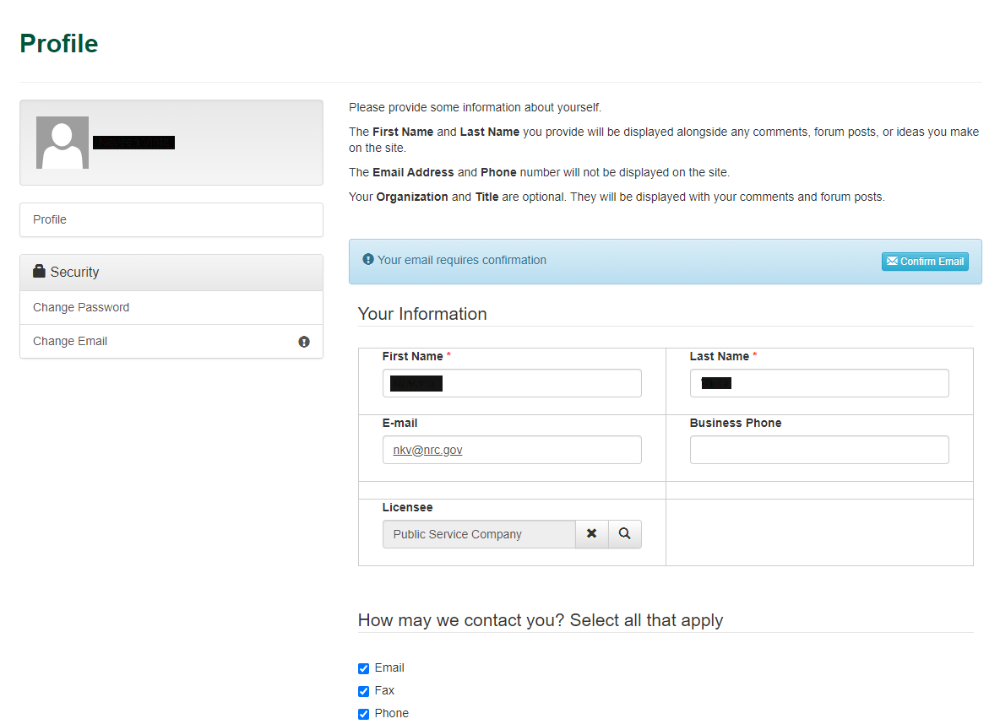 Profile
Please provide some information about yourself.
The First Name and Last Name you provide will be displayed alongside any comments, forum posts, or ideas you make
on the site.
The Email Address and Phone number will not be displayed on the site.
Your Organization and Title are optional. They will be displayed with your comments and forum posts.
Profile
Security
Change Password
Change Email
Your email requires confirmation
Confirm Email
Your Information
First Name *
Last Name *
E-mail
Business Phone
nkv@nrc.gov
Licensee
Public Service Company
How may we contact you? Select all that apply
Email
Fax
Phone